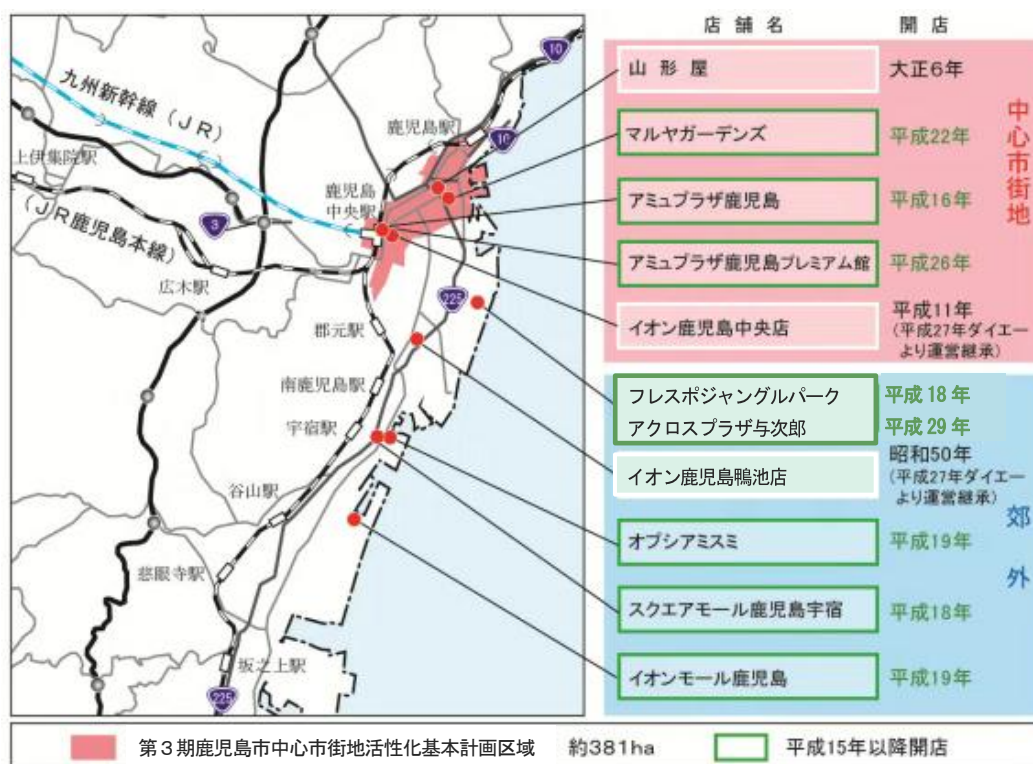 店舗名 開店
山形屋 大正6年
マルヤガーデンズ 平成22年
アミュプラザ鹿児島 平成16年
アミュプラザ鹿児島プレミアム館 平成26年
イオン鹿児島中央店 平成11年
(平成27年ダイエー
より運営継承)
中心市街地
フレスポジャングルパーク 平成18年
アクロスプラザ与次郎 平成29年
イオン鹿児島鴨池店 昭和50年
(平成27年ダイエー
より運営継承)
オプシアミスミ 平成19年
スクエアモール鹿児島宇宿 平成18年
イオンモール鹿児島 平成19年
郊外
九州新幹線(JR)
上伊集院駅
(JR鹿児島本線)
広木駅
鹿児島駅
鹿児島
中央駅
郡元駅
南鹿児島駅
宇宿駅
谷山駅
慈眼寺駅
坂之上駅
10
10
3
225
225
第3期鹿児島市中心市街地活性化基本計画区域 約381ha 平成15年以降開店